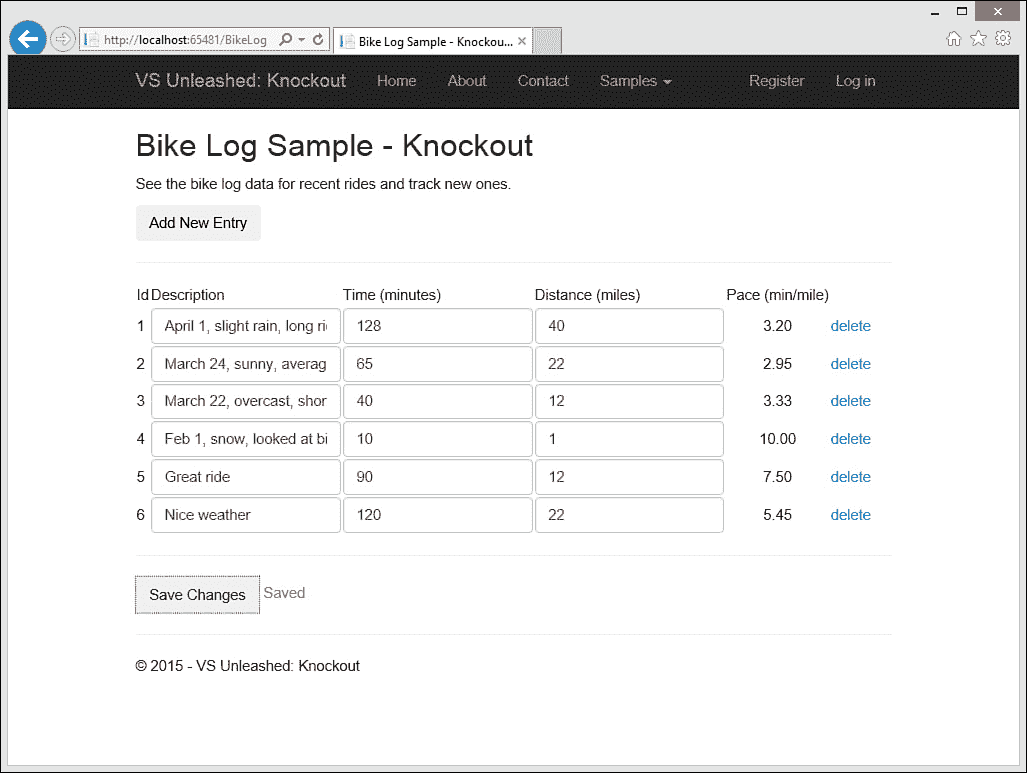 http://localhost:65481/BikeLog
Bike Log Sample - Knockou...
VS Unleashed: Knockout Home About Contact Samples Register Log in
Bike Log Sample - Knockout
See the bike log data for recent rides and track new ones.
Add New Entry
Id Description Time (minutes) Distance (miles) Pace (min/mile)
1 April 1, slight rain, long ri 128 40 3.20 delete
2 March 24, sunny, averag 65 22 2.95 delete
3 March 22, overcast, shor 40 12 3.33 delete
4 Feb 1, snow, looked at bi 10 1 10.00 delete
5 Great ride 90 12 7.50 delete
6 Nice weather 120 22 5.45 delete
Save Changes Saved
© 2015 - VS Unleashed: Knockout